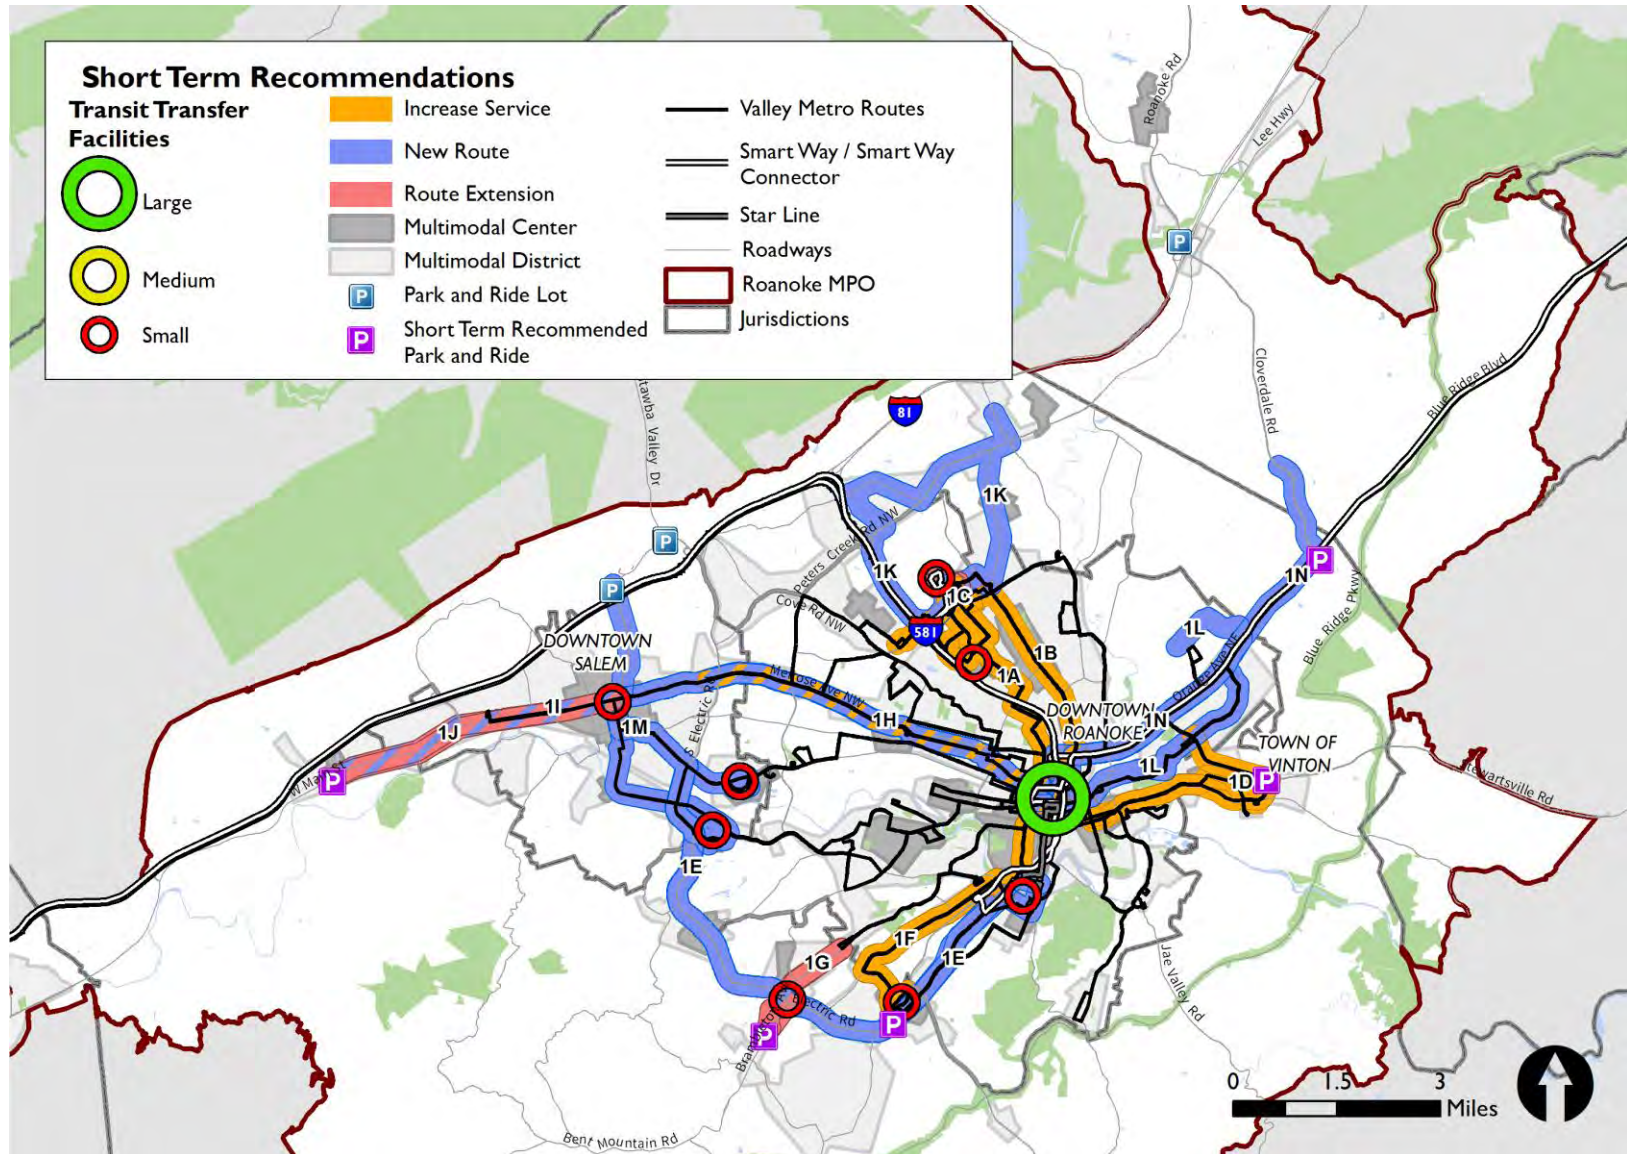 Short Term Recommendations
Transit Transfer
Facilities
Large
Medium
Small
Increase Service
New Route
Route Extension
Multimodal Center
Multimodal District
P
Park and Ride Lot
P
Short Term Recommended
Park and Ride
Valley Metro Routes
Smart Way / Smart Way
Connector
Star Line
Roadways
Roanoke MPO
Jurisdictions
Roanoke Rd
Lee Hwy
P
Cloverdale Rd
Blue Ridge Blvd
81
1K
Peters Creek Rd NW
P
P
1K
Cove Rd NW
1C
581
1N
P
Blue Ridge Pkwy
DOWNTOWN
SALEM
1L
1B
1A
Orange Ave NE
Melrose Ave NW
1I
1J
1M
1H
DOWNTOWN
ROANOKE
1N
TOWN OF
VINTON
P
1L
1D
P
1E
1F
1G
1E
Electric Rd
P
P
Jae Valley Rd
Bent Mountain Rd
0 1.5 3
Miles